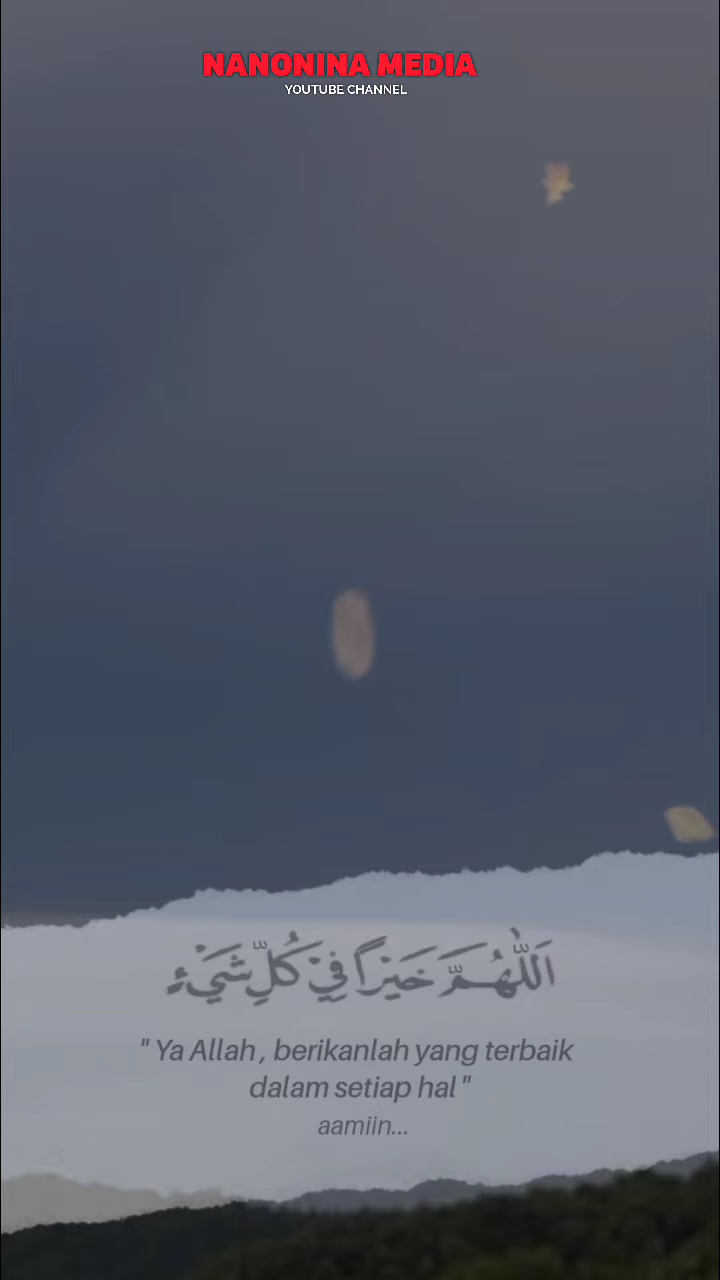 NANONINA MEDIA
YOUTUBE CHANNEL
اَللّٰهُمَّ خَيْرًا فِيْ كُلِّ شَيْءٍ
" Ya Allah , berikanlah yang terbaik
dalam setiap hal "
aamiin...